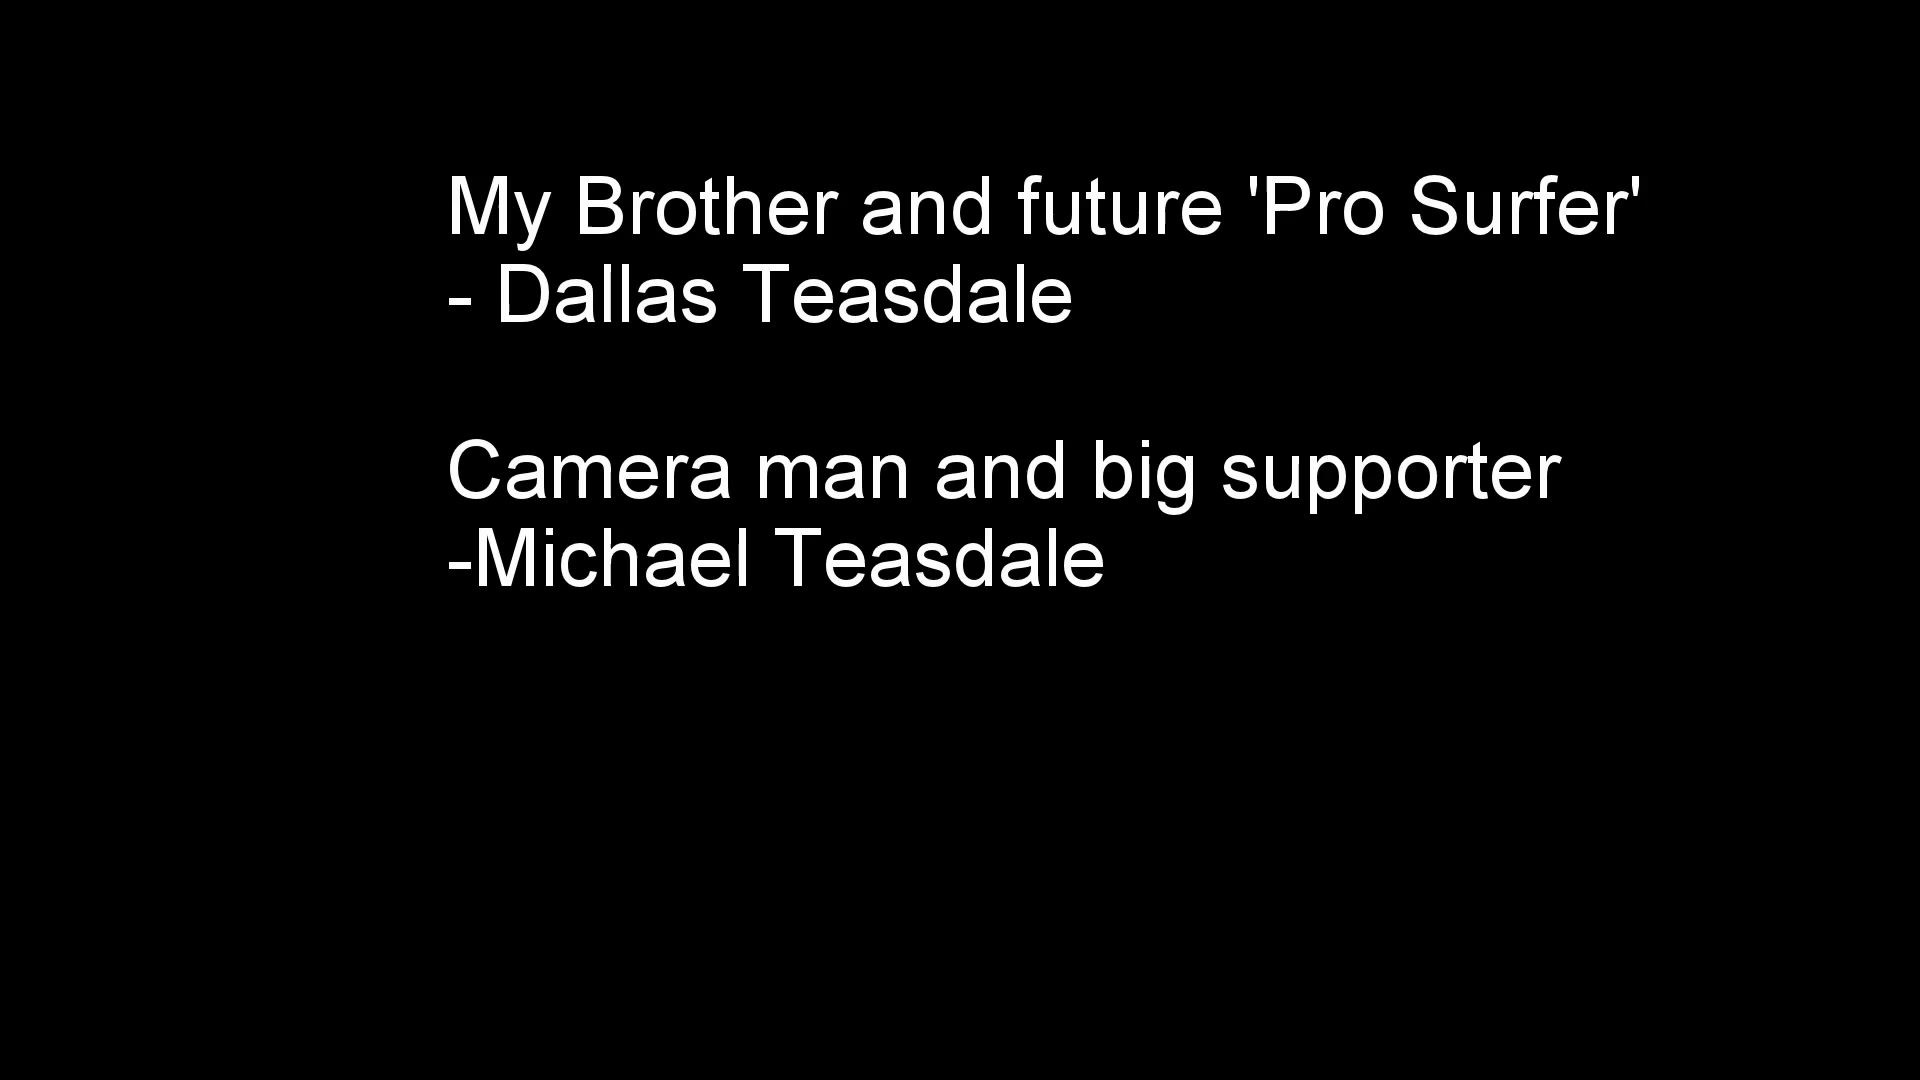 My Brother and future 'Pro Surfer'
- Dallas Teasdale
Camera man and big supporter
-Michael Teasdale